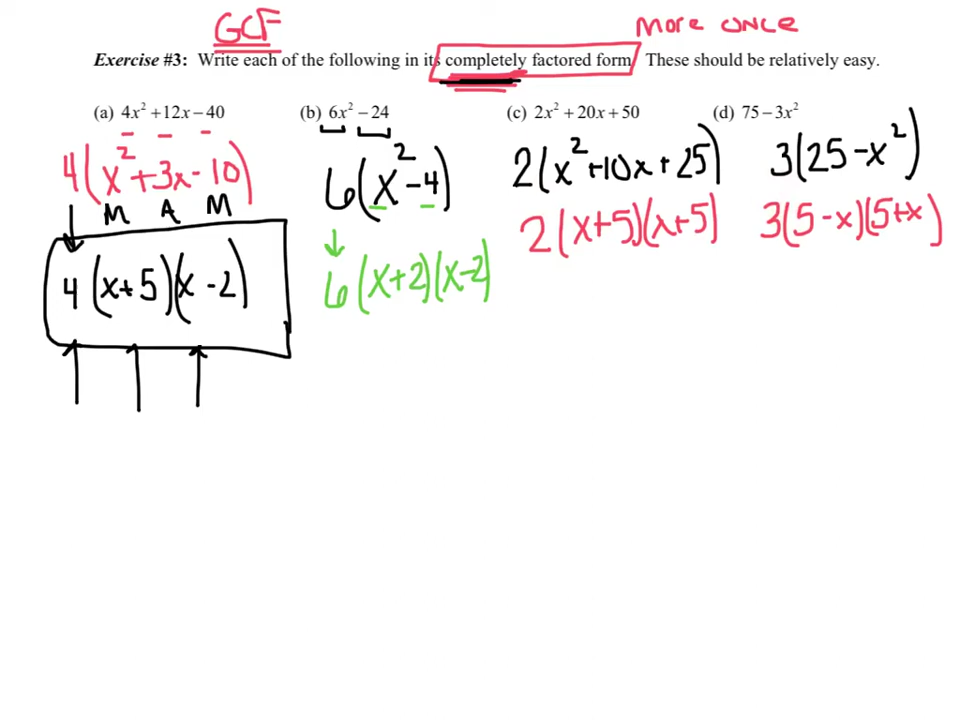 GCF
more once
Exercise #3: Write each of the following in its completely factored form. These should be relatively easy.
(a) 4x² + 12x − 40 (b) 6x² − 24 (c) 2x² + 20x + 50 (d) 75 − 3x²
4(x² + 3x - 10) 6(x² - 4) 2(x² + 10x + 25) 3(25 - x²)
M A M
4(x+5)(x-2) 6(x+2)(x-2) 2(x+5)(x+5) 3(5-x)(5+x)